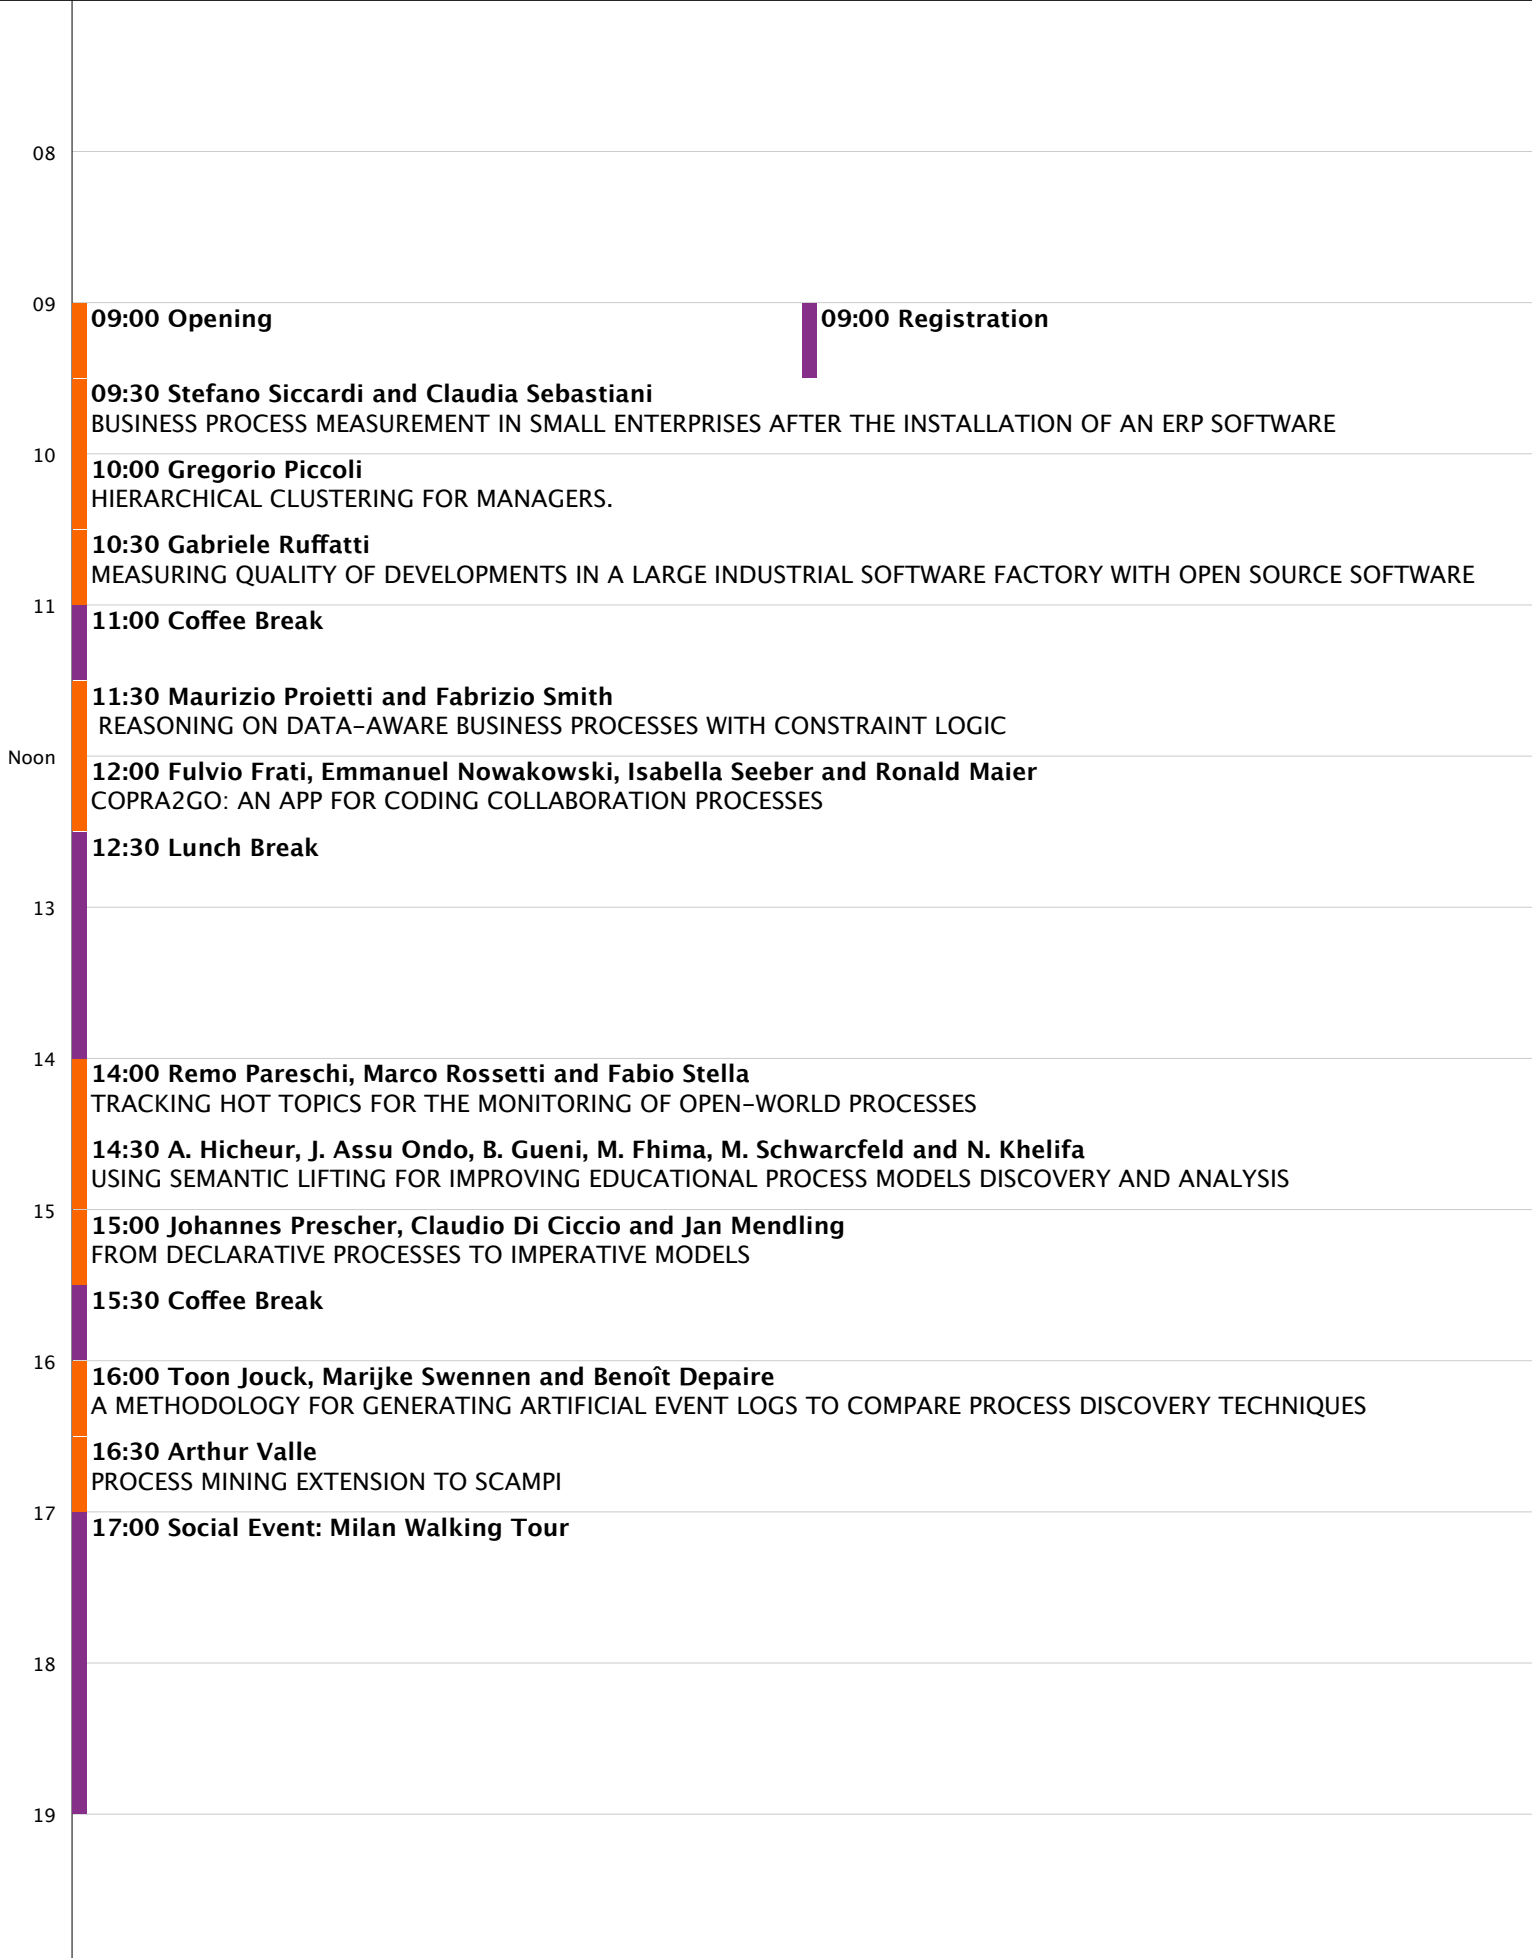 08
09
09:00 Opening
09:00 Registration
09:30 Stefano Siccardi and Claudia Sebastiani
BUSINESS PROCESS MEASUREMENT IN SMALL ENTERPRISES AFTER THE INSTALLATION OF AN ERP SOFTWARE
10
10:00 Gregorio Piccoli
HIERARCHICAL CLUSTERING FOR MANAGERS.
10:30 Gabriele Ruffatti
MEASURING QUALITY OF DEVELOPMENTS IN A LARGE INDUSTRIAL SOFTWARE FACTORY WITH OPEN SOURCE SOFTWARE
11
11:00 Coffee Break
11:30 Maurizio Proietti and Fabrizio Smith
REASONING ON DATA-AWARE BUSINESS PROCESSES WITH CONSTRAINT LOGIC
Noon
12:00 Fulvio Frati, Emmanuel Nowakowski, Isabella Seeber and Ronald Maier
COPRA2GO: AN APP FOR CODING COLLABORATION PROCESSES
12:30 Lunch Break
13
14
14:00 Remo Pareschi, Marco Rossetti and Fabio Stella
TRACKING HOT TOPICS FOR THE MONITORING OF OPEN-WORLD PROCESSES
14:30 A. Hicheur, J. Assu Ondo, B. Gueni, M. Fhima, M. Schwarcfeld and N. Khelifa
USING SEMANTIC LIFTING FOR IMPROVING EDUCATIONAL PROCESS MODELS DISCOVERY AND ANALYSIS
15
15:00 Johannes Prescher, Claudio Di Ciccio and Jan Mendling
FROM DECLARATIVE PROCESSES TO IMPERATIVE MODELS
15:30 Coffee Break
16
16:00 Toon Jouck, Marijke Swennen and Benoît Depaire
A METHODOLOGY FOR GENERATING ARTIFICIAL EVENT LOGS TO COMPARE PROCESS DISCOVERY TECHNIQUES
16:30 Arthur Valle
PROCESS MINING EXTENSION TO SCAMPI
17
17:00 Social Event: Milan Walking Tour
18
19